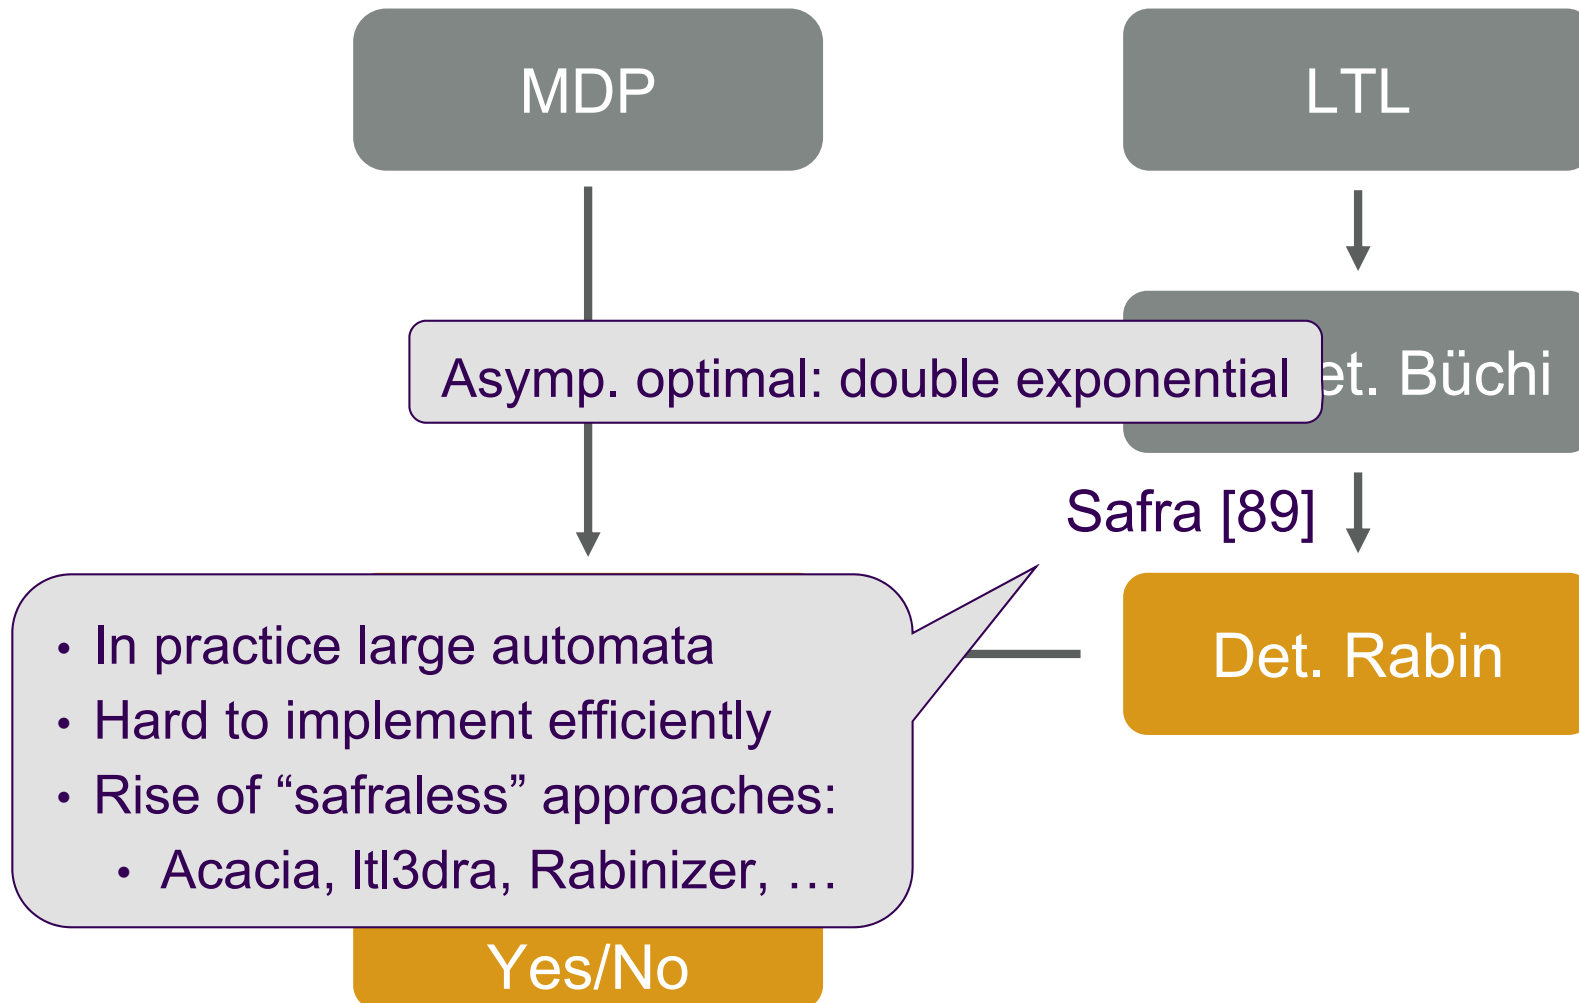 MDP
LTL
Asymp. optimal: double exponential
et. Büchi
Safra [89]
• In practice large automata
• Hard to implement efficiently
• Rise of “safraless” approaches:
• Acacia, ltl3dra, Rabinizer, …
Det. Rabin
Yes/No